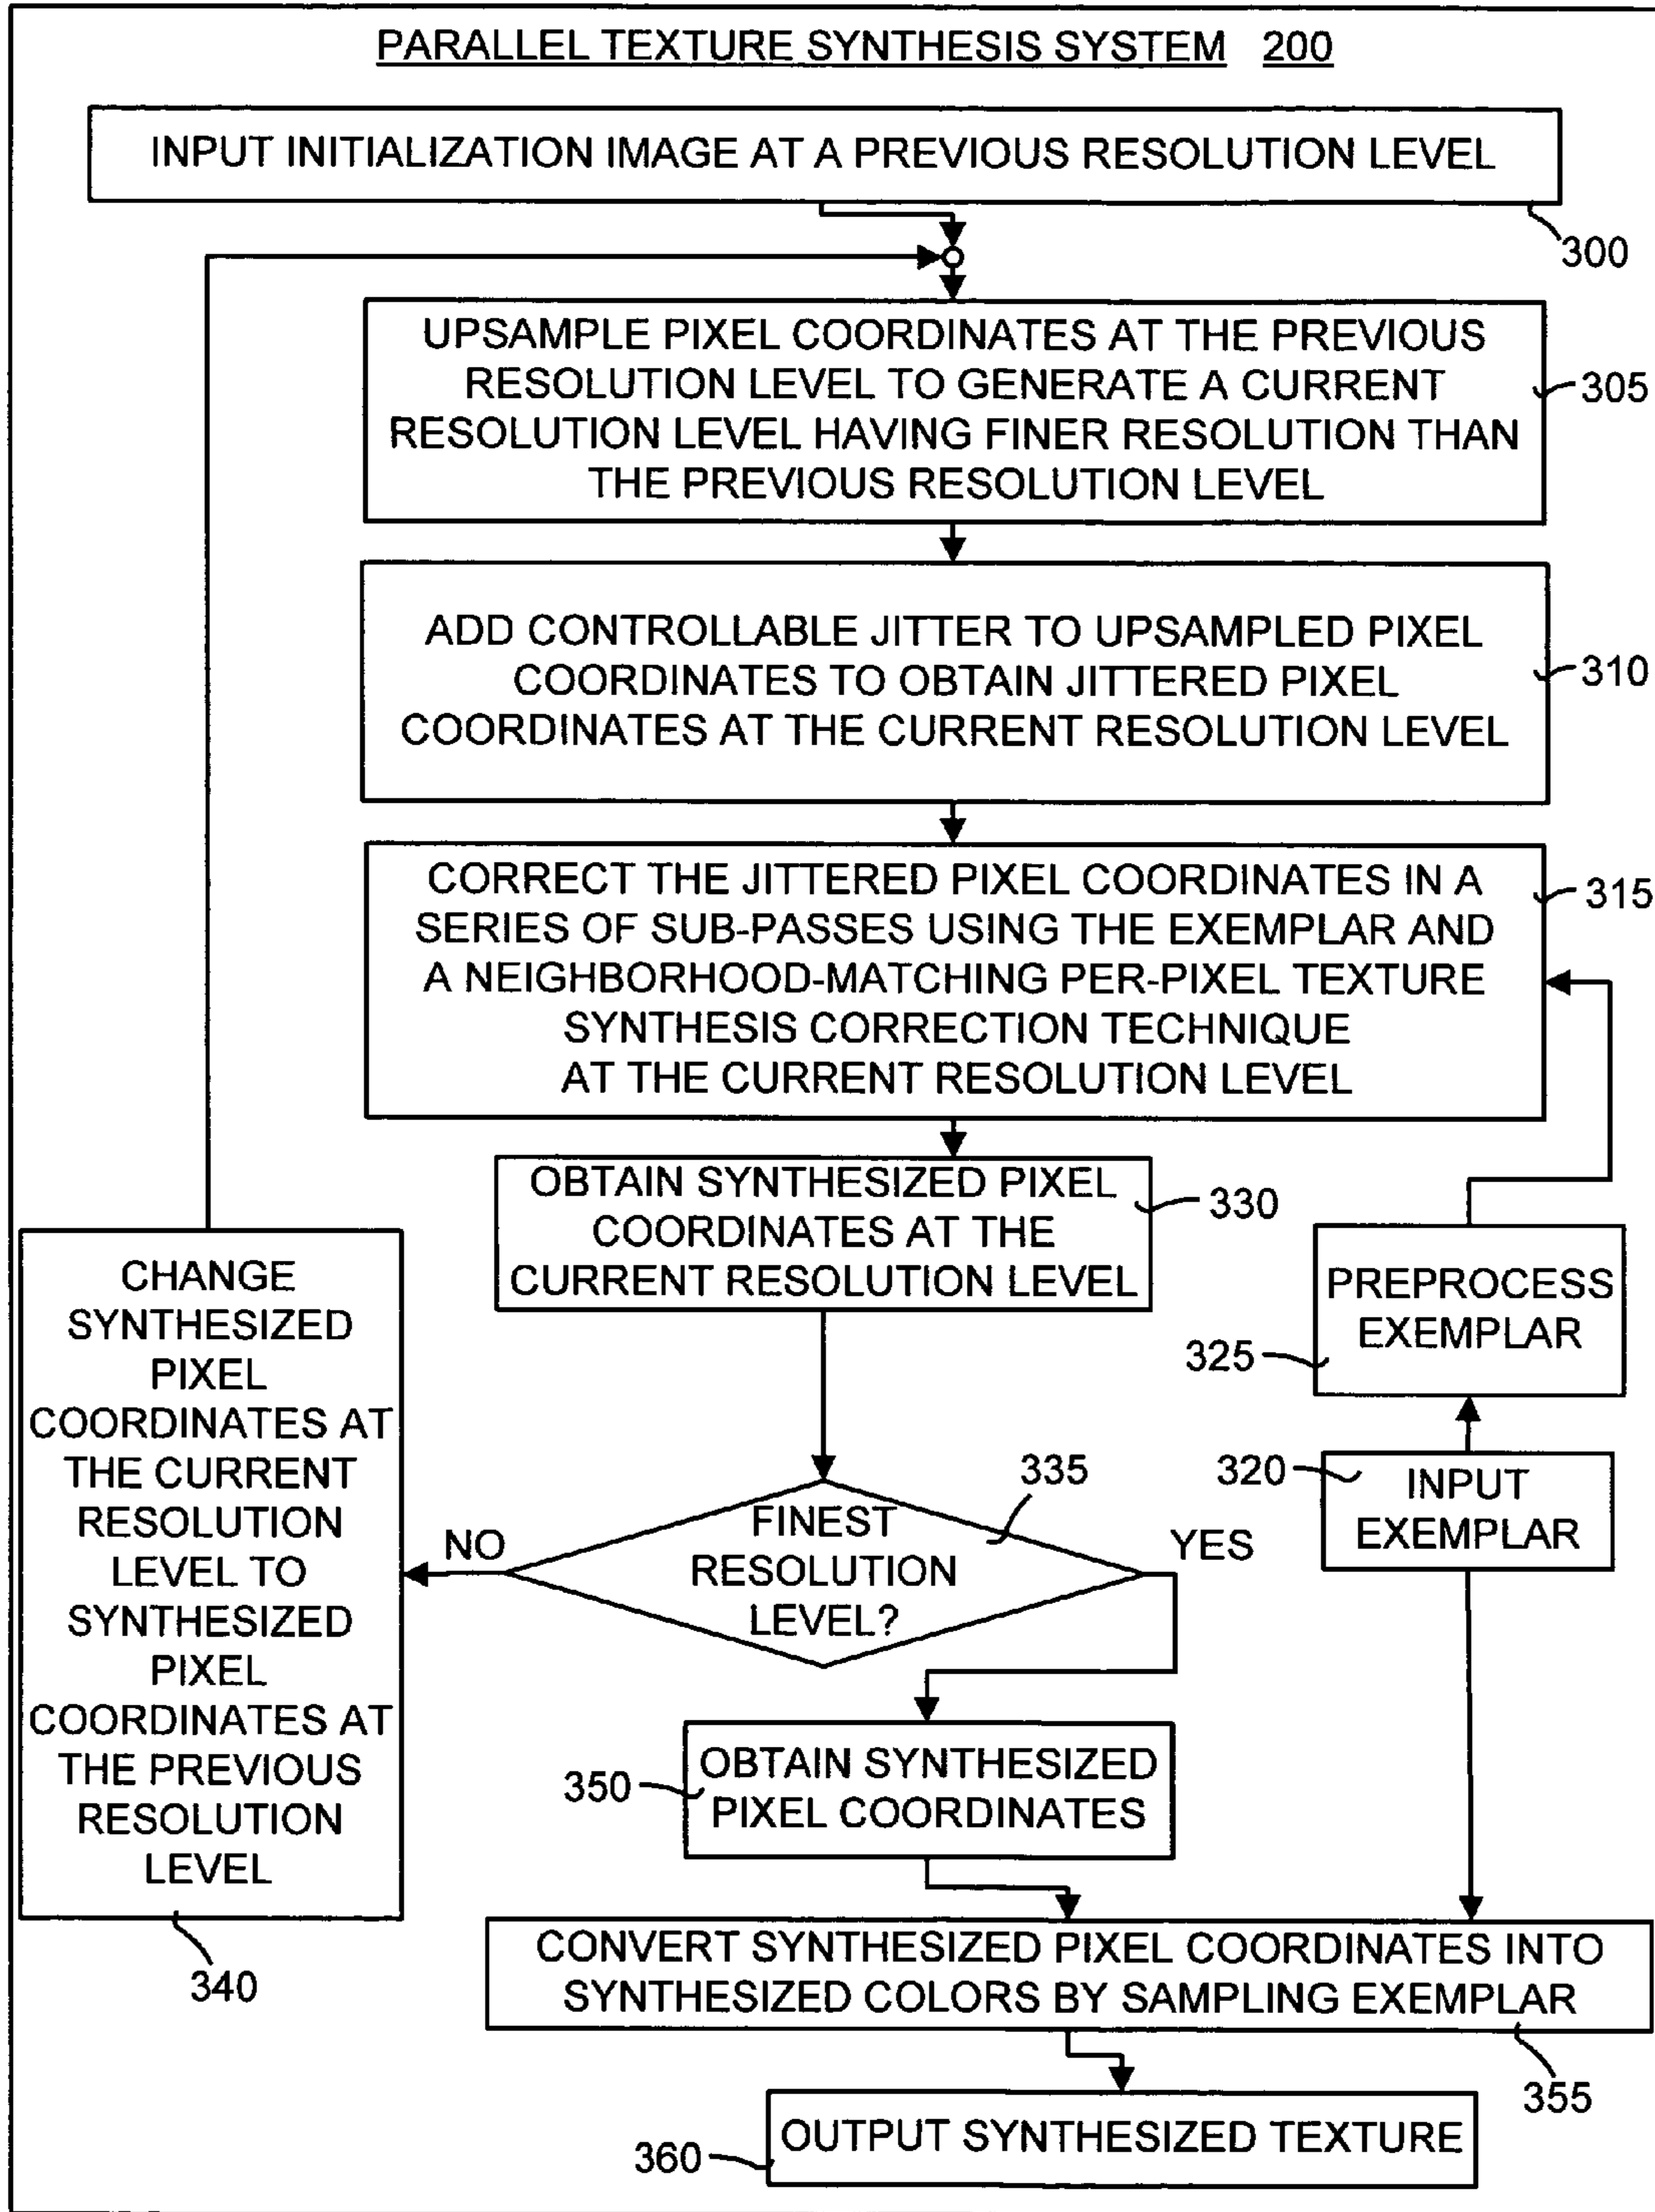 PARALLEL TEXTURE SYNTHESIS SYSTEM 200
INPUT INITIALIZATION IMAGE AT A PREVIOUS RESOLUTION LEVEL
300
UPSAMPLE PIXEL COORDINATES AT THE PREVIOUS
RESOLUTION LEVEL TO GENERATE A CURRENT
RESOLUTION LEVEL HAVING FINER RESOLUTION THAN
THE PREVIOUS RESOLUTION LEVEL
305
ADD CONTROLLABLE JITTER TO UPSAMPLED PIXEL
COORDINATES TO OBTAIN JITTERED PIXEL
COORDINATES AT THE CURRENT RESOLUTION LEVEL
310
CORRECT THE JITTERED PIXEL COORDINATES IN A
SERIES OF SUB-PASSES USING THE EXEMPLAR AND
A NEIGHBORHOOD-MATCHING PER-PIXEL TEXTURE
SYNTHESIS CORRECTION TECHNIQUE
AT THE CURRENT RESOLUTION LEVEL
315
OBTAIN SYNTHESIZED PIXEL
COORDINATES AT THE
CURRENT RESOLUTION LEVEL
330
PREPROCESS
EXEMPLAR
325
INPUT
EXEMPLAR
320
FINEST
RESOLUTION
LEVEL?
335
NO
YES
CHANGE
SYNTHESIZED
PIXEL
COORDINATES AT
THE CURRENT
RESOLUTION
LEVEL TO
SYNTHESIZED
PIXEL
COORDINATES AT
THE PREVIOUS
RESOLUTION
LEVEL
340
OBTAIN SYNTHESIZED
PIXEL COORDINATES
350
CONVERT SYNTHESIZED PIXEL COORDINATES INTO
SYNTHESIZED COLORS BY SAMPLING EXEMPLAR
355
OUTPUT SYNTHESIZED TEXTURE
360